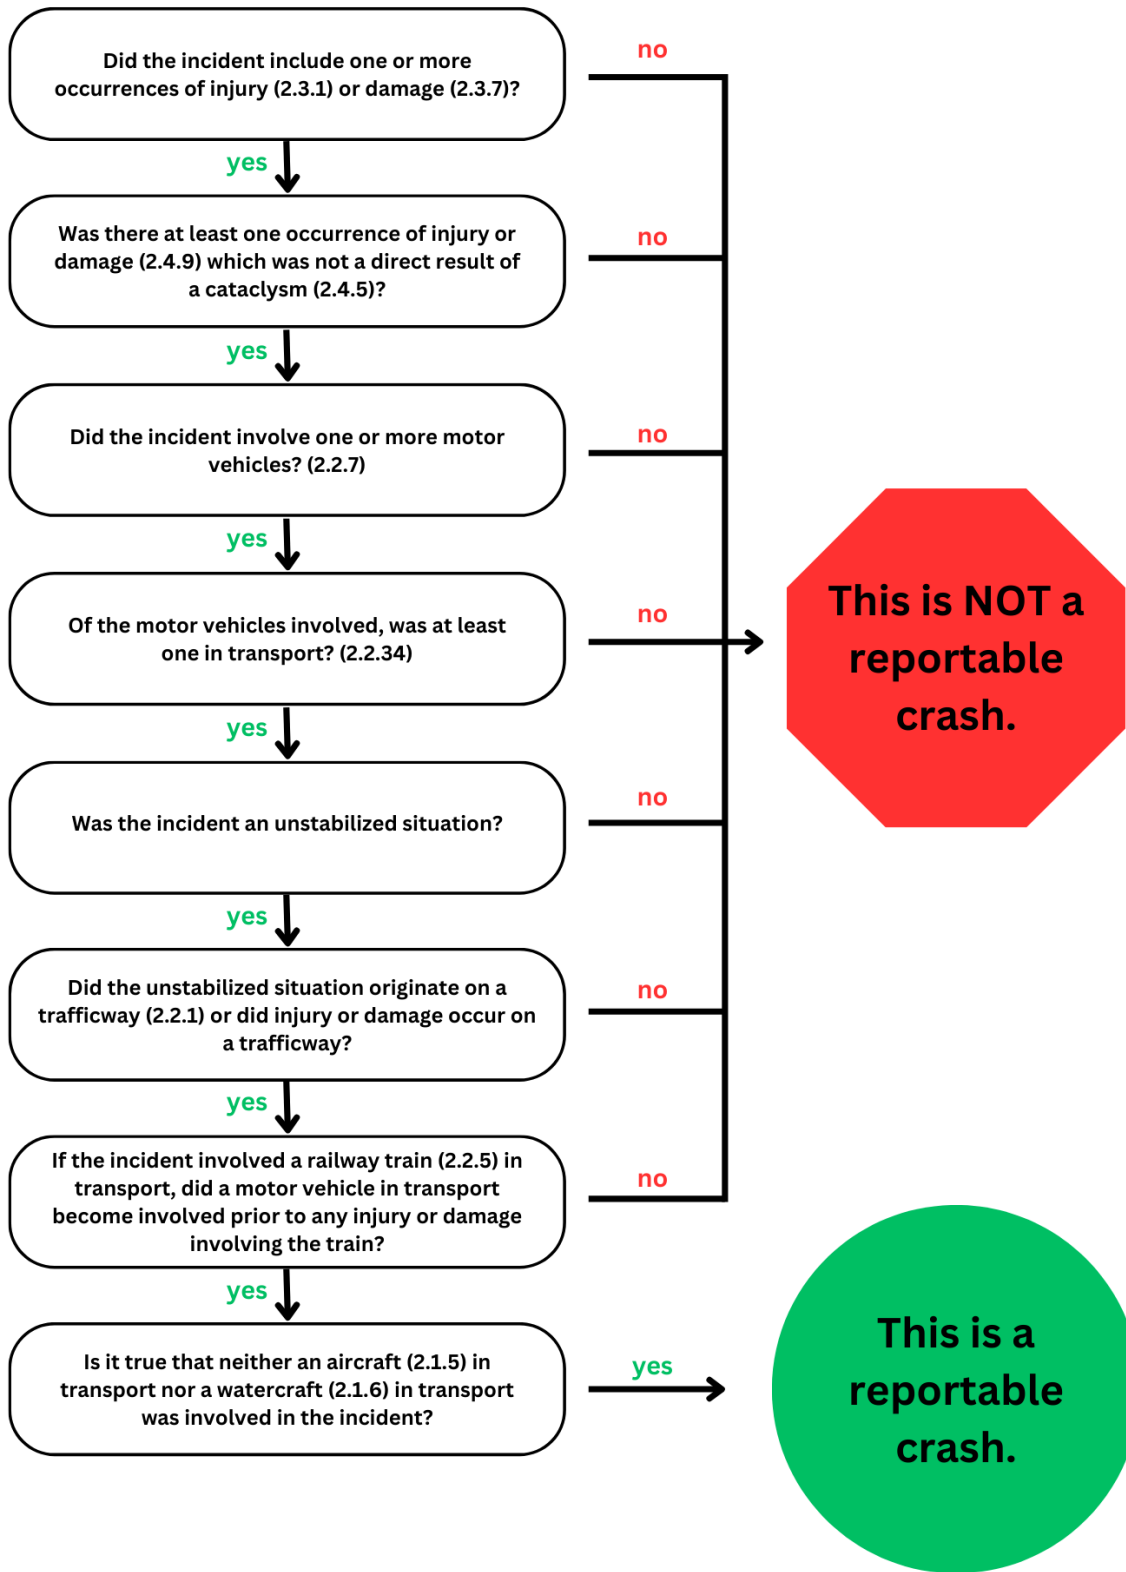 Did the incident include one or more
occurrences of injury (2.3.1) or damage (2.3.7)?
no
yes
Was there at least one occurrence of injury or
damage (2.4.9) which was not a direct result of
a cataclysm (2.4.5)?
no
yes
Did the incident involve one or more motor
vehicles? (2.2.7)
no
yes
Of the motor vehicles involved, was at least
one in transport? (2.2.34)
no
This is NOT a
reportable
crash.
yes
Was the incident an unstabilized situation?
no
yes
Did the unstabilized situation originate on a
trafficway (2.2.1) or did injury or damage occur on
a trafficway?
no
yes
If the incident involved a railway train (2.2.5) in
transport, did a motor vehicle in transport
become involved prior to any injury or damage
involving the train?
no
yes
Is it true that neither an aircraft (2.1.5) in
transport nor a watercraft (2.1.6) in transport
was involved in the incident?
yes
This is a
reportable
crash.